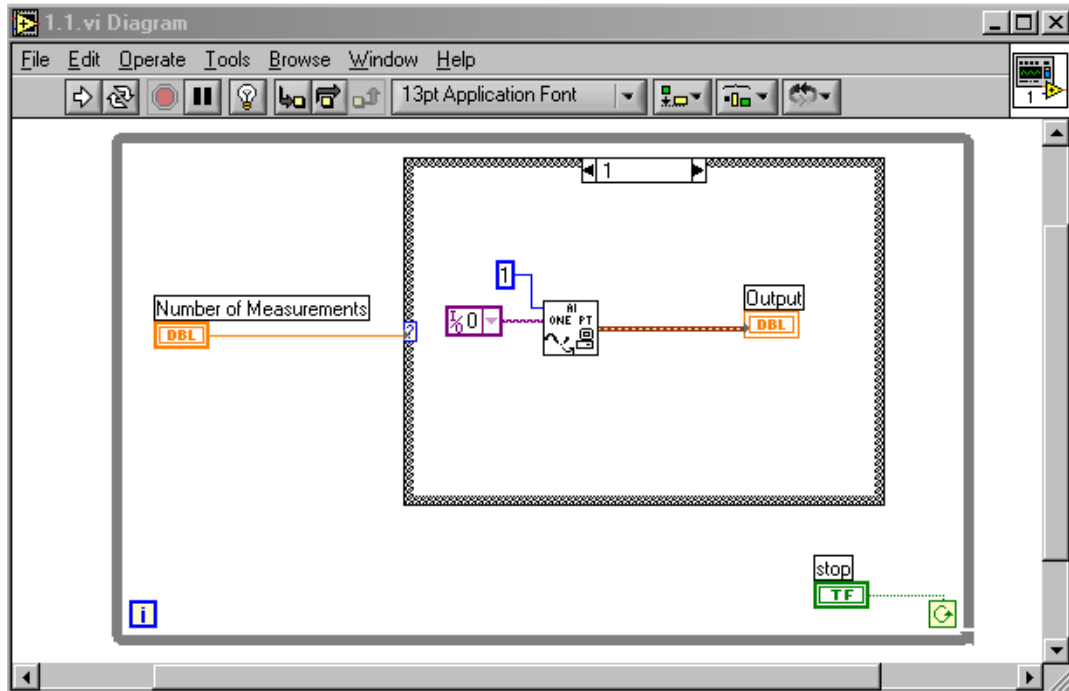 1.1.vi Diagram
File Edit Operate Tools Browse Window Help
13pt Application Font
1
1
Number of Measurements
DBL
?
1
I/O 0
AI
ONE PT
Output
DBL
stop
TF
i